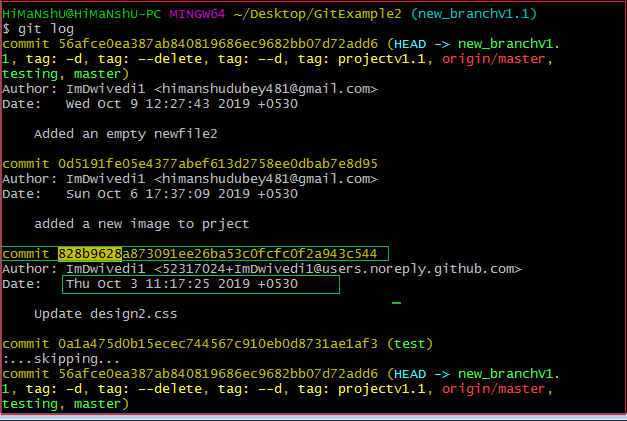 HiMaNshU@HiMaNshU-PC MINGW64 ~/Desktop/GitExample2 (new_branchv1.1)
$ git log
commit 56afce0ea387ab840819686ec9682bb07d72add6 (HEAD -> new_branchv1.
1, tag: -d, tag: --delete, tag: --d, tag: projectv1.1, origin/master,
testing, master)
Author: ImDwivedi1 <himanshudubey481@gmail.com>
Date:   Wed Oct 9 12:27:43 2019 +0530
    Added an empty newfile2
commit 0d5191fe05e4377abef613d2758ee0dbab7e8d95
Author: ImDwivedi1 <himanshudubey481@gmail.com>
Date:   Sun Oct 6 17:37:09 2019 +0530
    added a new image to prject
commit 828b9628a873091ee26ba53c0fcfc0f2a943c544
Author: ImDwivedi1 <52317024+ImDwivedi1@users.noreply.github.com>
Date:   Thu Oct 3 11:17:25 2019 +0530
    Update design2.css
commit 0a1a475d0b15ecec744567c910eb0d8731ae1af3 (test)
:...skipping...
commit 56afce0ea387ab840819686ec9682bb07d72add6 (HEAD -> new_branchv1.
1, tag: -d, tag: --delete, tag: --d, tag: projectv1.1, origin/master,
testing, master)